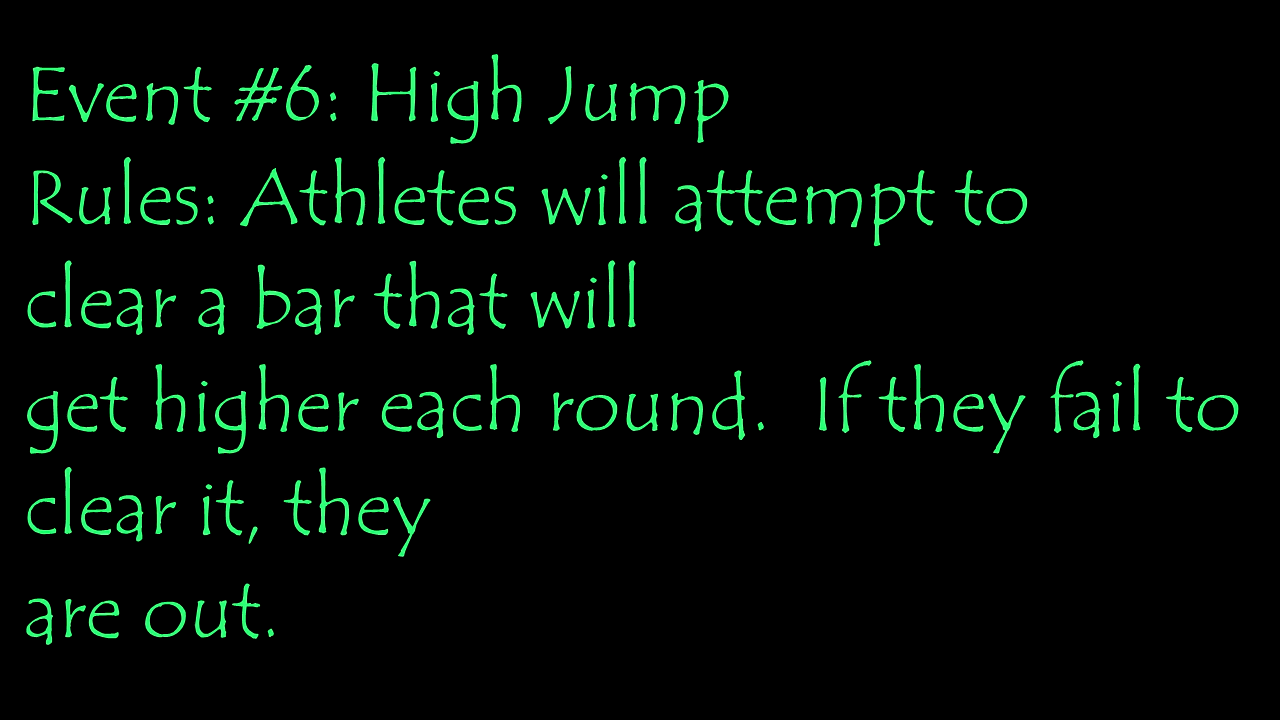 Event #6: High Jump
Rules: Athletes will attempt to
clear a bar that will
get higher each round.  If they fail to
clear it, they
are out.